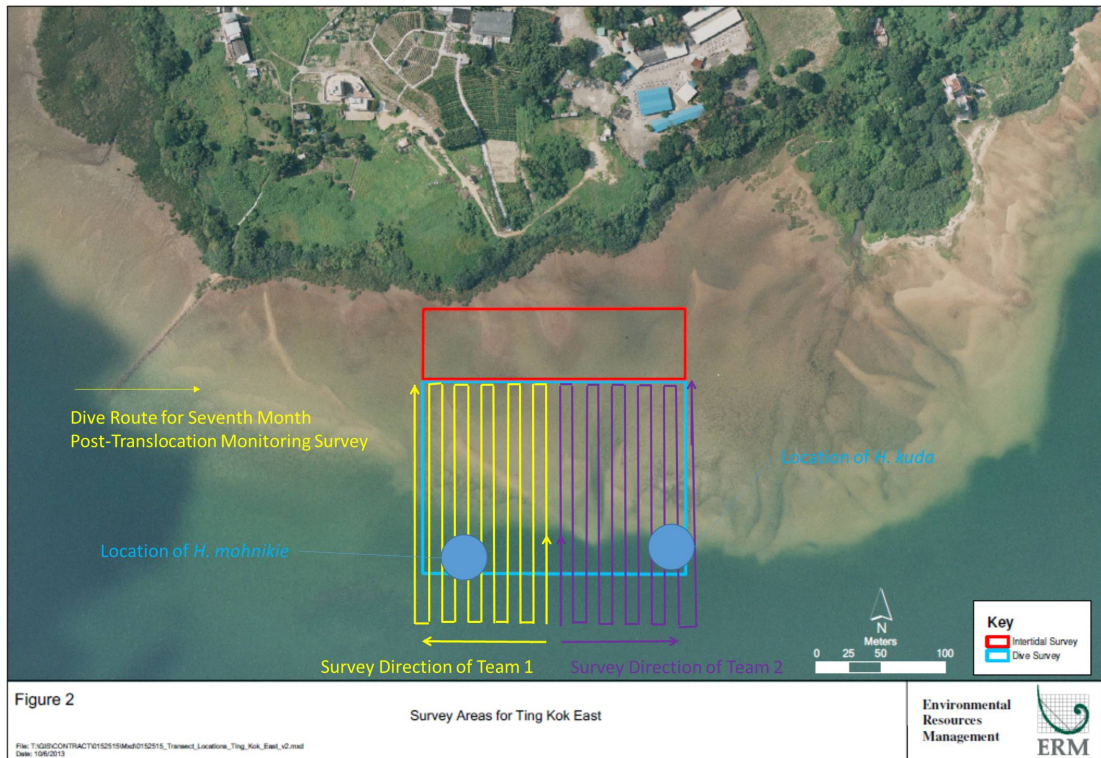 Dive Route for Seventh Month
Post-Translocation Monitoring Survey
Location of H. kuda
Location of H. mohnikie
Survey Direction of Team 1
Survey Direction of Team 2
N
Meters
0 25 50 100
Key
Intertidal Survey
Dive Survey
Figure 2
Survey Areas for Ting Kok East
File: T:\GIS\CONTRACT\0152515\Mxd\0152515_Transect_Locations_Ting_Kok_East_v2.mxd
Date: 10/6/2013
Environmental
Resources
Management
ERM